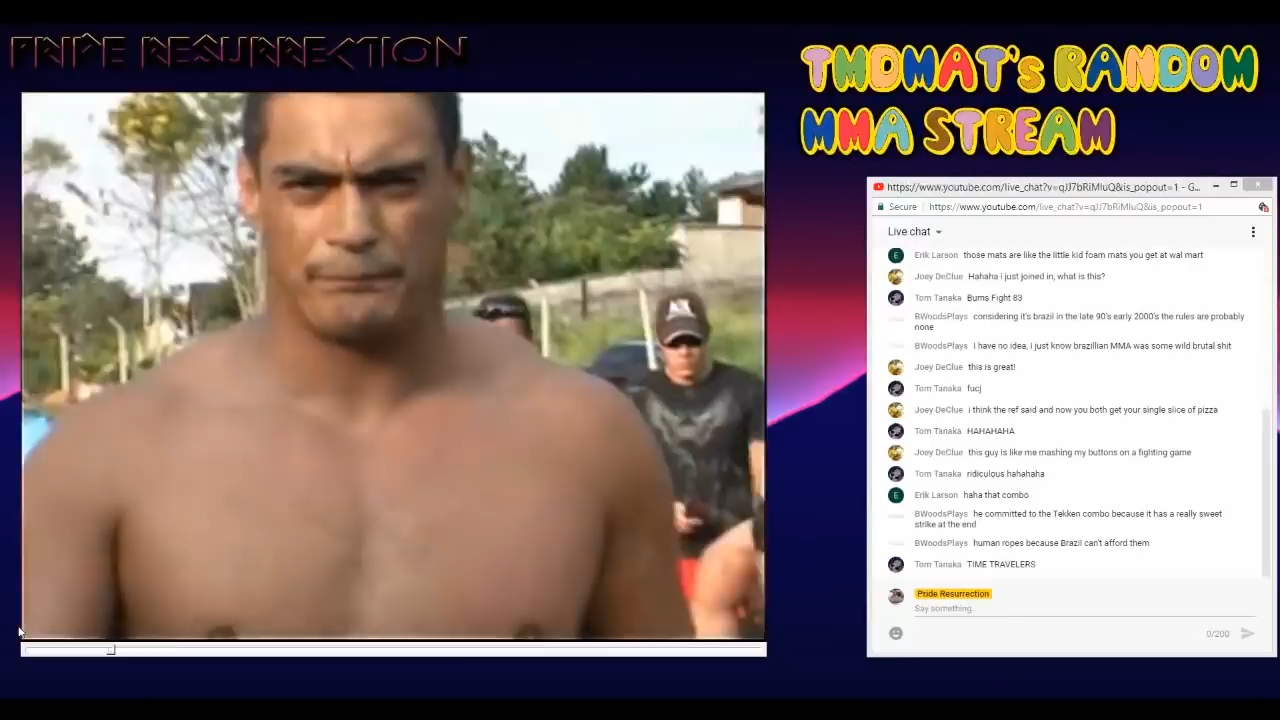 PRIDE RESURRECTION
TMDMAT's RANDOM
MMA STREAM
https://www.youtube.com/live_chat?v=qJJ7bRiMluQ&is_popout=1 - G...
Secure https://www.youtube.com/live_chat?v=qJJ7bRiMluQ&is_popout=1
Live chat
E Erik Larson those mats are like the little kid foam mats you get at wal mart
Joey DeClue Hahaha i just joined in, what is this?
Tom Tanaka Bums Fight 83
BWoodsPlays considering it's brazil in the late 90's early 2000's the rules are probably
none
BWoodsPlays I have no idea, I just know brazillian MMA was some wild brutal shit
Joey DeClue this is great!
Tom Tanaka fucj
Joey DeClue i think the ref said and now you both get your single slice of pizza
Tom Tanaka HAHAHAHA
Joey DeClue this guy is like me mashing my buttons on a fighting game
Tom Tanaka ridiculous hahahaha
E Erik Larson haha that combo
BWoodsPlays he committed to the Tekken combo because it has a really sweet
strike at the end
BWoodsPlays human ropes because Brazil can't afford them
Tom Tanaka TIME TRAVELERS
Pride Resurrection
Say something...
0/200